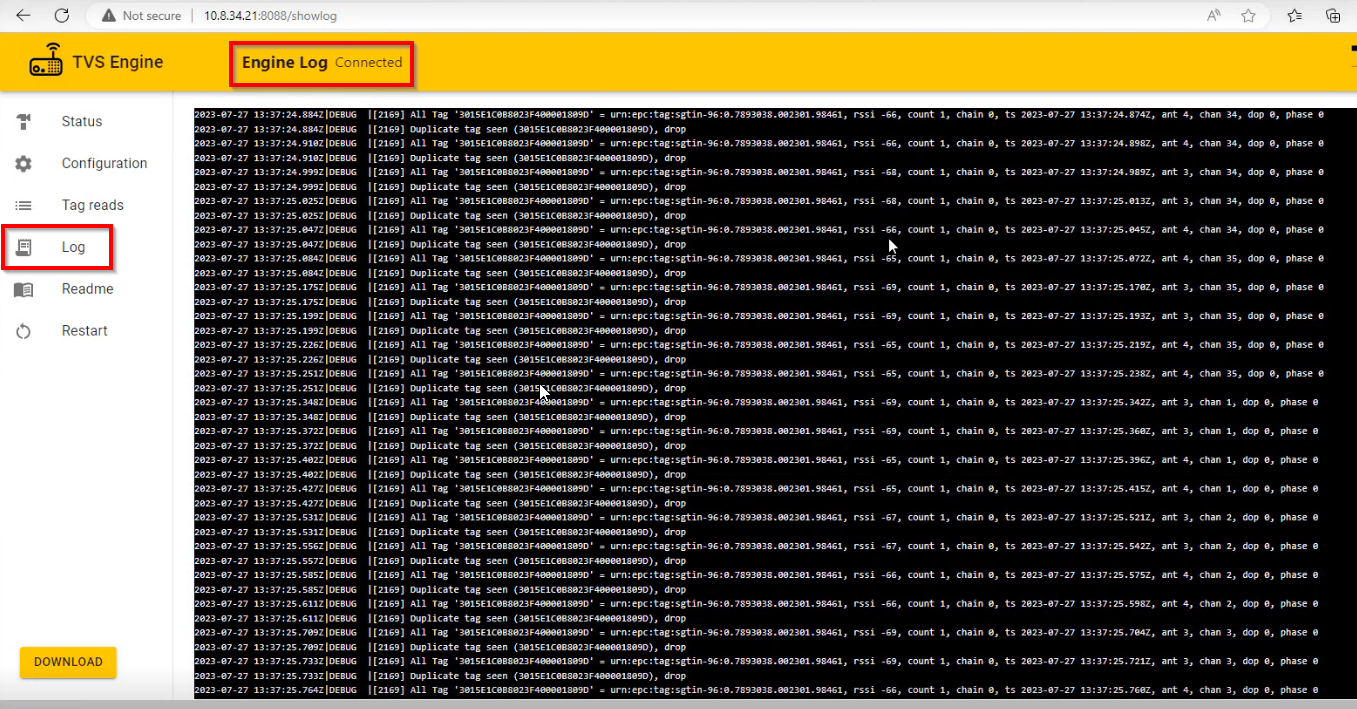 Not secure | 10.8.34.21:8088/showlog
TVS Engine
Engine Log Connected
Status
Configuration
Tag reads
Log
Readme
Restart
DOWNLOAD
2023-07-27 13:37:24.884Z|DEBUG |[2169] All Tag '3015E1C0B8023F400001809D' = urn:epc:tag:sgtin-96:0.7893038.002301.98461, rssi -66, count 1, chain 0, ts 2023-07-27 13:37:24.874Z, ant 4, chan 34, dop 0, phase 0
2023-07-27 13:37:24.884Z|DEBUG |[2169] Duplicate tag seen (3015E1C0B8023F400001809D), drop
2023-07-27 13:37:24.910Z|DEBUG |[2169] All Tag '3015E1C0B8023F400001809D' = urn:epc:tag:sgtin-96:0.7893038.002301.98461, rssi -66, count 1, chain 0, ts 2023-07-27 13:37:24.898Z, ant 4, chan 34, dop 0, phase 0
2023-07-27 13:37:24.910Z|DEBUG |[2169] Duplicate tag seen (3015E1C0B8023F400001809D), drop
2023-07-27 13:37:24.999Z|DEBUG |[2169] All Tag '3015E1C0B8023F400001809D' = urn:epc:tag:sgtin-96:0.7893038.002301.98461, rssi -68, count 1, chain 0, ts 2023-07-27 13:37:24.989Z, ant 3, chan 34, dop 0, phase 0
2023-07-27 13:37:24.999Z|DEBUG |[2169] Duplicate tag seen (3015E1C0B8023F400001809D), drop
2023-07-27 13:37:25.025Z|DEBUG |[2169] All Tag '3015E1C0B8023F400001809D' = urn:epc:tag:sgtin-96:0.7893038.002301.98461, rssi -68, count 1, chain 0, ts 2023-07-27 13:37:25.013Z, ant 3, chan 34, dop 0, phase 0
2023-07-27 13:37:25.025Z|DEBUG |[2169] Duplicate tag seen (3015E1C0B8023F400001809D), drop
2023-07-27 13:37:25.047Z|DEBUG |[2169] All Tag '3015E1C0B8023F400001809D' = urn:epc:tag:sgtin-96:0.7893038.002301.98461, rssi -66, count 1, chain 0, ts 2023-07-27 13:37:25.045Z, ant 4, chan 34, dop 0, phase 0
2023-07-27 13:37:25.047Z|DEBUG |[2169] Duplicate tag seen (3015E1C0B8023F400001809D), drop
2023-07-27 13:37:25.084Z|DEBUG |[2169] All Tag '3015E1C0B8023F400001809D' = urn:epc:tag:sgtin-96:0.7893038.002301.98461, rssi -65, count 1, chain 0, ts 2023-07-27 13:37:25.072Z, ant 4, chan 35, dop 0, phase 0
2023-07-27 13:37:25.084Z|DEBUG |[2169] Duplicate tag seen (3015E1C0B8023F400001809D), drop
2023-07-27 13:37:25.175Z|DEBUG |[2169] All Tag '3015E1C0B8023F400001809D' = urn:epc:tag:sgtin-96:0.7893038.002301.98461, rssi -69, count 1, chain 0, ts 2023-07-27 13:37:25.170Z, ant 3, chan 35, dop 0, phase 0
2023-07-27 13:37:25.175Z|DEBUG |[2169] Duplicate tag seen (3015E1C0B8023F400001809D), drop
2023-07-27 13:37:25.199Z|DEBUG |[2169] All Tag '3015E1C0B8023F400001809D' = urn:epc:tag:sgtin-96:0.7893038.002301.98461, rssi -69, count 1, chain 0, ts 2023-07-27 13:37:25.193Z, ant 3, chan 35, dop 0, phase 0
2023-07-27 13:37:25.199Z|DEBUG |[2169] Duplicate tag seen (3015E1C0B8023F400001809D), drop
2023-07-27 13:37:25.226Z|DEBUG |[2169] All Tag '3015E1C0B8023F400001809D' = urn:epc:tag:sgtin-96:0.7893038.002301.98461, rssi -65, count 1, chain 0, ts 2023-07-27 13:37:25.219Z, ant 4, chan 35, dop 0, phase 0
2023-07-27 13:37:25.226Z|DEBUG |[2169] Duplicate tag seen (3015E1C0B8023F400001809D), drop
2023-07-27 13:37:25.251Z|DEBUG |[2169] All Tag '3015E1C0B8023F400001809D' = urn:epc:tag:sgtin-96:0.7893038.002301.98461, rssi -65, count 1, chain 0, ts 2023-07-27 13:37:25.238Z, ant 4, chan 35, dop 0, phase 0
2023-07-27 13:37:25.251Z|DEBUG |[2169] Duplicate tag seen (3015E1C0B8023F400001809D), drop
2023-07-27 13:37:25.348Z|DEBUG |[2169] All Tag '3015E1C0B8023F400001809D' = urn:epc:tag:sgtin-96:0.7893038.002301.98461, rssi -69, count 1, chain 0, ts 2023-07-27 13:37:25.342Z, ant 3, chan 1, dop 0, phase 0
2023-07-27 13:37:25.348Z|DEBUG |[2169] Duplicate tag seen (3015E1C0B8023F400001809D), drop
2023-07-27 13:37:25.372Z|DEBUG |[2169] All Tag '3015E1C0B8023F400001809D' = urn:epc:tag:sgtin-96:0.7893038.002301.98461, rssi -69, count 1, chain 0, ts 2023-07-27 13:37:25.360Z, ant 3, chan 1, dop 0, phase 0
2023-07-27 13:37:25.372Z|DEBUG |[2169] Duplicate tag seen (3015E1C0B8023F400001809D), drop
2023-07-27 13:37:25.402Z|DEBUG |[2169] All Tag '3015E1C0B8023F400001809D' = urn:epc:tag:sgtin-96:0.7893038.002301.98461, rssi -65, count 1, chain 0, ts 2023-07-27 13:37:25.396Z, ant 4, chan 1, dop 0, phase 0
2023-07-27 13:37:25.402Z|DEBUG |[2169] Duplicate tag seen (3015E1C0B8023F400001809D), drop
2023-07-27 13:37:25.427Z|DEBUG |[2169] All Tag '3015E1C0B8023F400001809D' = urn:epc:tag:sgtin-96:0.7893038.002301.98461, rssi -65, count 1, chain 0, ts 2023-07-27 13:37:25.415Z, ant 4, chan 1, dop 0, phase 0
2023-07-27 13:37:25.427Z|DEBUG |[2169] Duplicate tag seen (3015E1C0B8023F400001809D), drop
2023-07-27 13:37:25.531Z|DEBUG |[2169] All Tag '3015E1C0B8023F400001809D' = urn:epc:tag:sgtin-96:0.7893038.002301.98461, rssi -67, count 1, chain 0, ts 2023-07-27 13:37:25.521Z, ant 3, chan 2, dop 0, phase 0
2023-07-27 13:37:25.531Z|DEBUG |[2169] Duplicate tag seen (3015E1C0B8023F400001809D), drop
2023-07-27 13:37:25.556Z|DEBUG |[2169] All Tag '3015E1C0B8023F400001809D' = urn:epc:tag:sgtin-96:0.7893038.002301.98461, rssi -67, count 1, chain 0, ts 2023-07-27 13:37:25.542Z, ant 3, chan 2, dop 0, phase 0
2023-07-27 13:37:25.557Z|DEBUG |[2169] Duplicate tag seen (3015E1C0B8023F400001809D), drop
2023-07-27 13:37:25.585Z|DEBUG |[2169] All Tag '3015E1C0B8023F400001809D' = urn:epc:tag:sgtin-96:0.7893038.002301.98461, rssi -66, count 1, chain 0, ts 2023-07-27 13:37:25.575Z, ant 4, chan 2, dop 0, phase 0
2023-07-27 13:37:25.585Z|DEBUG |[2169] Duplicate tag seen (3015E1C0B8023F400001809D), drop
2023-07-27 13:37:25.611Z|DEBUG |[2169] All Tag '3015E1C0B8023F400001809D' = urn:epc:tag:sgtin-96:0.7893038.002301.98461, rssi -66, count 1, chain 0, ts 2023-07-27 13:37:25.598Z, ant 4, chan 2, dop 0, phase 0
2023-07-27 13:37:25.611Z|DEBUG |[2169] Duplicate tag seen (3015E1C0B8023F400001809D), drop
2023-07-27 13:37:25.709Z|DEBUG |[2169] All Tag '3015E1C0B8023F400001809D' = urn:epc:tag:sgtin-96:0.7893038.002301.98461, rssi -69, count 1, chain 0, ts 2023-07-27 13:37:25.704Z, ant 3, chan 3, dop 0, phase 0
2023-07-27 13:37:25.709Z|DEBUG |[2169] Duplicate tag seen (3015E1C0B8023F400001809D), drop
2023-07-27 13:37:25.733Z|DEBUG |[2169] All Tag '3015E1C0B8023F400001809D' = urn:epc:tag:sgtin-96:0.7893038.002301.98461, rssi -69, count 1, chain 0, ts 2023-07-27 13:37:25.721Z, ant 3, chan 3, dop 0, phase 0
2023-07-27 13:37:25.733Z|DEBUG |[2169] Duplicate tag seen (3015E1C0B8023F400001809D), drop
2023-07-27 13:37:25.764Z|DEBUG |[2169] All Tag '3015E1C0B8023F400001809D' = urn:epc:tag:sgtin-96:0.7893038.002301.98461, rssi -66, count 1, chain 0, ts 2023-07-27 13:37:25.760Z, ant 4, chan 3, dop 0, phase 0